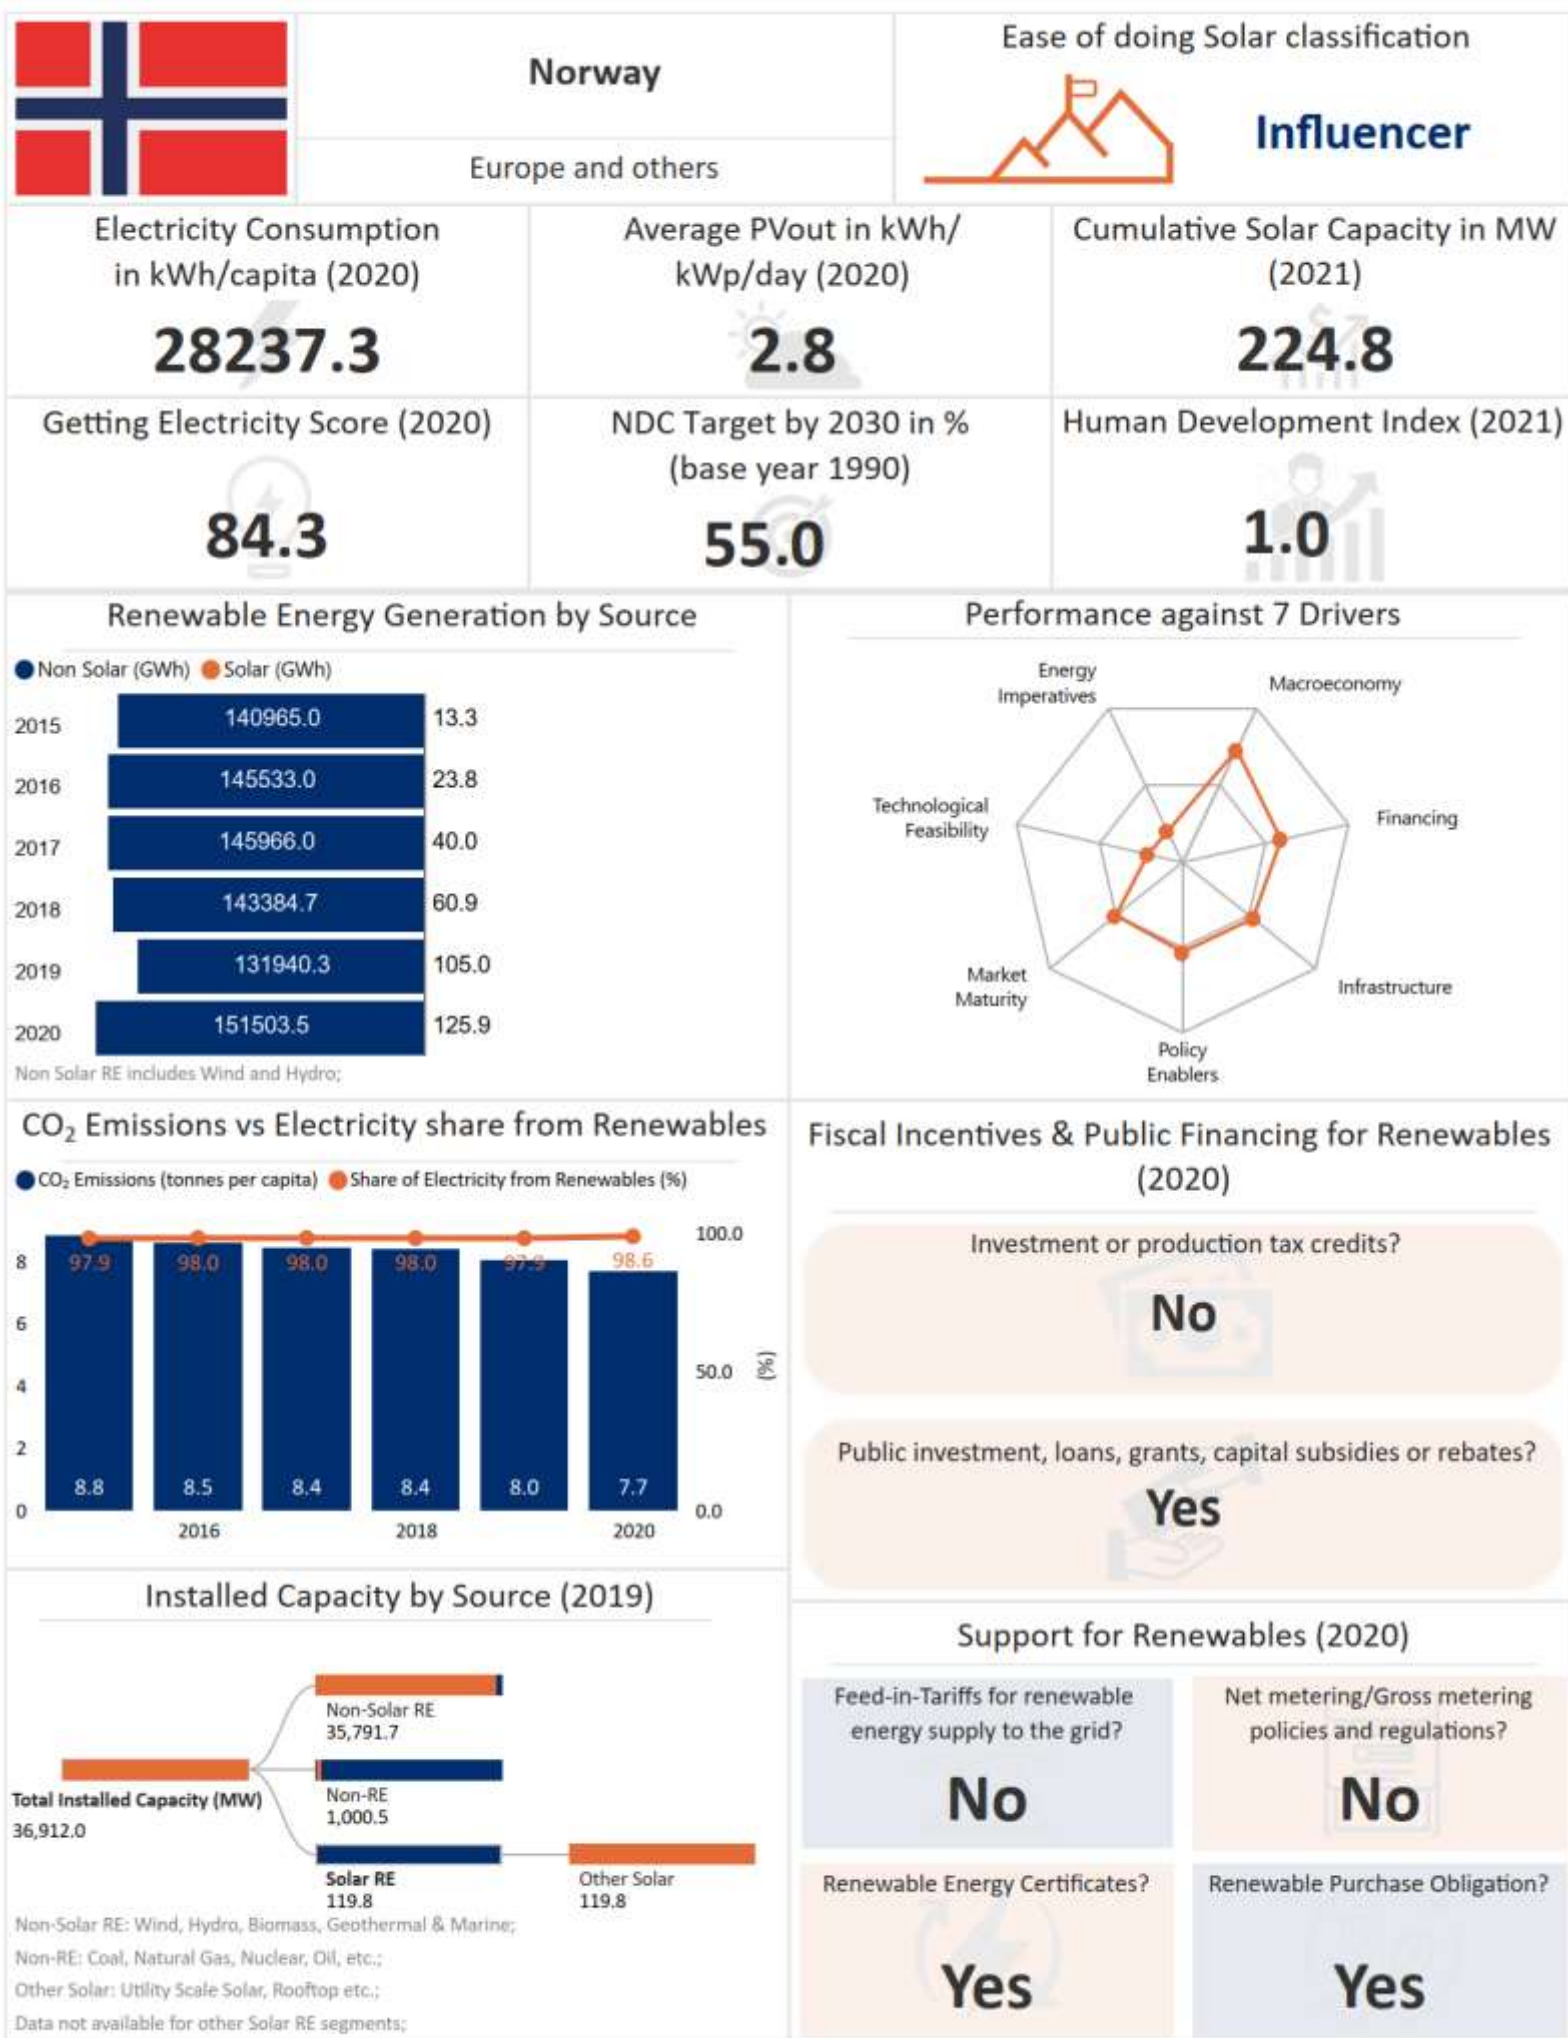 Norway
Europe and others
Ease of doing Solar classification
Influencer
Electricity Consumption
in kWh/capita (2020)
28237.3
Average PVout in kWh/
kWp/day (2020)
2.8
Cumulative Solar Capacity in MW
(2021)
224.8
Getting Electricity Score (2020)
84.3
NDC Target by 2030 in %
(base year 1990)
55.0
Human Development Index (2021)
1.0
Renewable Energy Generation by Source
Non Solar (GWh) Solar (GWh)
2015 140965.0 13.3
2016 145533.0 23.8
2017 145966.0 40.0
2018 143384.7 60.9
2019 131940.3 105.0
2020 151503.5 125.9
Non Solar RE includes Wind and Hydro;
Performance against 7 Drivers
Energy
Imperatives
Macroeconomy
Technological
Feasibility
Financing
Market
Maturity
Infrastructure
Policy
Enablers
CO₂ Emissions vs Electricity share from Renewables
CO₂ Emissions (tonnes per capita) Share of Electricity from Renewables (%)
100.0
8 97.9 98.0 98.0 98.0 97.9 98.6
6
50.0 (%)
4
2
8.8 8.5 8.4 8.4 8.0 7.7
0 0.0
2016 2018 2020
Fiscal Incentives & Public Financing for Renewables
(2020)
Investment or production tax credits?
No
Public investment, loans, grants, capital subsidies or rebates?
Yes
Installed Capacity by Source (2019)
Non-Solar RE
35,791.7
Total Installed Capacity (MW)
36,912.0
Non-RE
1,000.5
Solar RE
119.8
Other Solar
119.8
Non-Solar RE: Wind, Hydro, Biomass, Geothermal & Marine;
Non-RE: Coal, Natural Gas, Nuclear, Oil, etc.;
Other Solar: Utility Scale Solar, Rooftop etc.;
Data not available for other Solar RE segments;
Support for Renewables (2020)
Feed-in-Tariffs for renewable
energy supply to the grid?
No
Net metering/Gross metering
policies and regulations?
No
Renewable Energy Certificates?
Yes
Renewable Purchase Obligation?
Yes